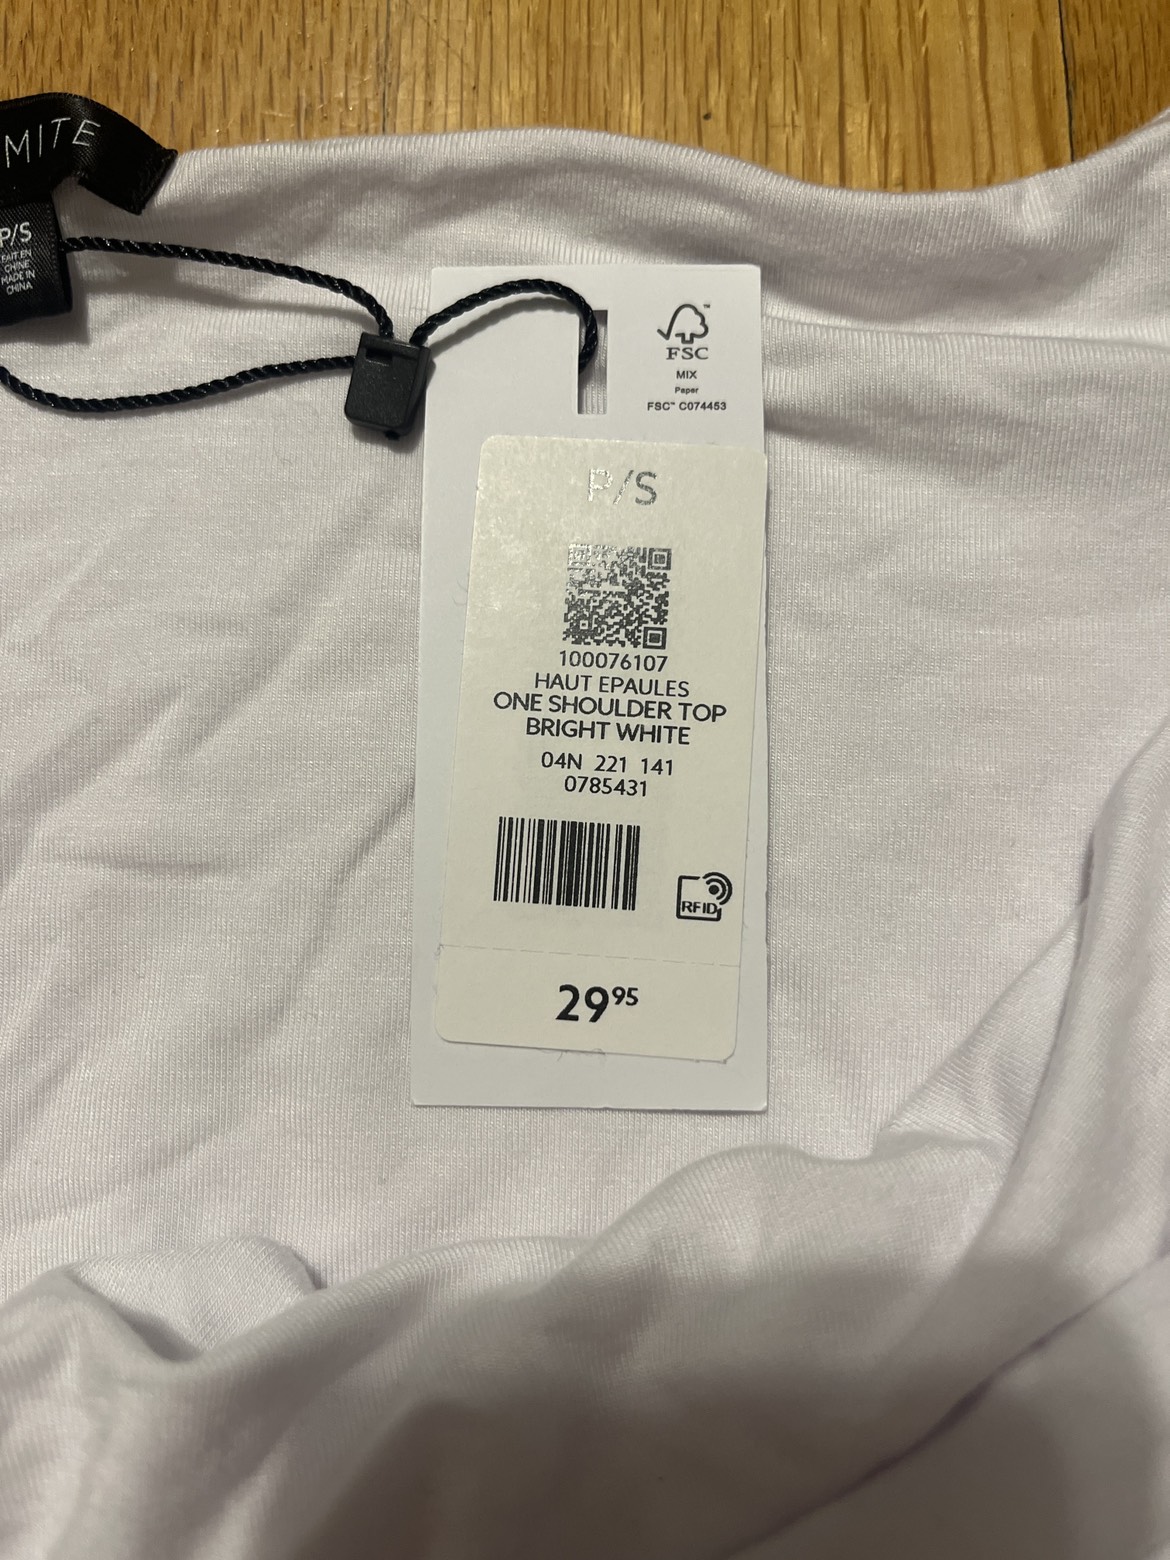 MITE
P/S
FAIT EN
CHINE
MADE IN
CHINA
FSC™
MIX
Paper
FSC™ C074453
P/S
100076107
HAUT EPAULES
ONE SHOULDER TOP
BRIGHT WHITE
04N 221 141
0785431
RFID
29⁹⁵